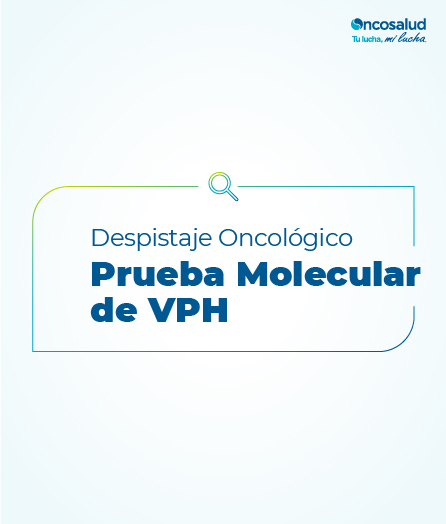 Oncosalud
Tu lucha, mi lucha.
Despistaje Oncológico
Prueba Molecular
de VPH